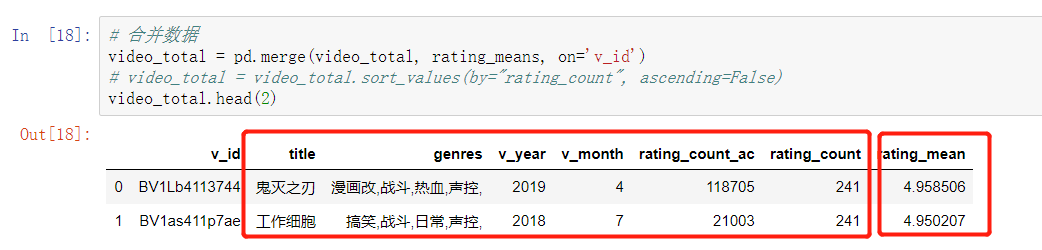 In [18]:
# 合并数据
video_total = pd.merge(video_total, rating_means, on='v_id')
# video_total = video_total.sort_values(by="rating_count", ascending=False)
video_total.head(2)
Out[18]:
v_id title genres v_year v_month rating_count_ac rating_count rating_mean
0 BV1Lb4113744 鬼灭之刃 漫画改,战斗,热血,声控, 2019 4 118705 241 4.958506
1 BV1as411p7ae 工作细胞 搞笑,战斗,日常,声控, 2018 7 21003 241 4.950207